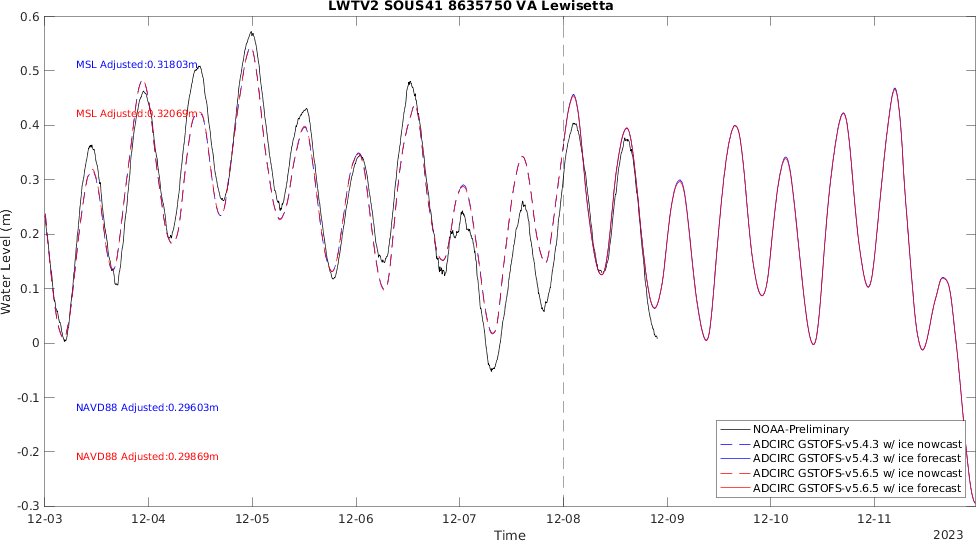 LWTV2 SOUS41 8635750 VA Lewisetta
0.6
0.5
0.4
0.3
0.2
0.1
0
-0.1
-0.2
-0.3
Water Level (m)
MSL Adjusted:0.31803m
MSL Adjusted:0.32069m
NAVD88 Adjusted:0.29603m
NAVD88 Adjusted:0.29869m
NOAA-Preliminary
ADCIRC GSTOFS-v5.4.3 w/ ice nowcast
ADCIRC GSTOFS-v5.4.3 w/ ice forecast
ADCIRC GSTOFS-v5.6.5 w/ ice nowcast
ADCIRC GSTOFS-v5.6.5 w/ ice forecast
12-03 12-04 12-05 12-06 12-07 12-08 12-09 12-10 12-11
Time
2023